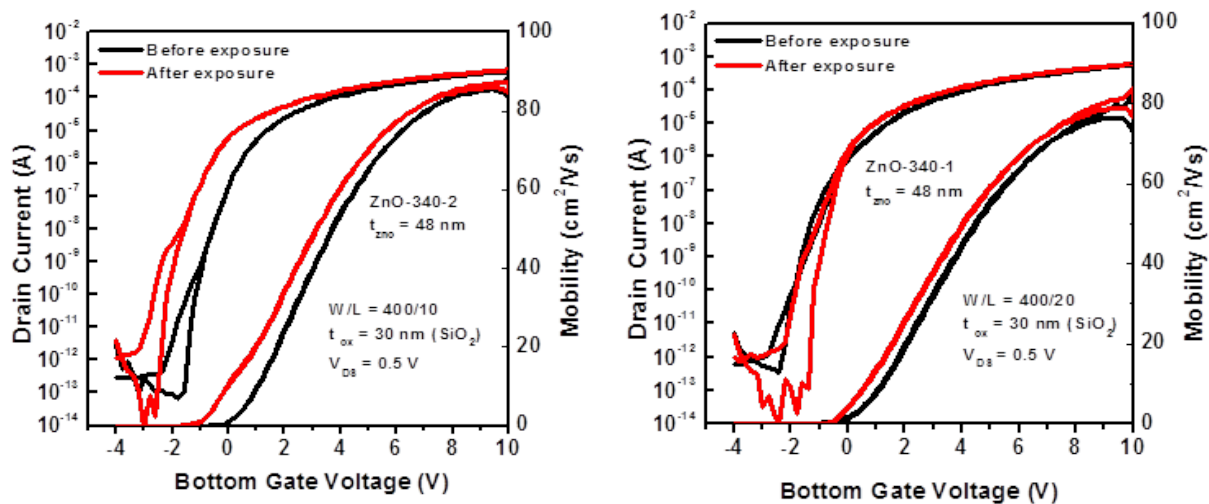 10⁻² 100
10⁻³ Before exposure
10⁻⁴ After exposure 80
10⁻⁵
10⁻⁶ 60
10⁻⁷ ZnO-340-2
10⁻⁸ t_zno = 48 nm
10⁻⁹ 40
10⁻¹⁰
10⁻¹¹ W/L = 400/10
t_ox = 30 nm (SiO₂) 20
10⁻¹² V_DS = 0.5 V
10⁻¹³
10⁻¹⁴ 0
-4 -2 0 2 4 6 8 10
Drain Current (A)
Mobility (cm²/Vs)
Bottom Gate Voltage (V)
10⁻² 100
10⁻³ Before exposure
10⁻⁴ After exposure 80
10⁻⁵
10⁻⁶ ZnO-340-1
10⁻⁷ t_zno = 48 nm 60
10⁻⁸
10⁻⁹ 40
10⁻¹⁰ W/L = 400/20
10⁻¹¹ t_ox = 30 nm (SiO₂)
10⁻¹² V_DS = 0.5 V 20
10⁻¹³
10⁻¹⁴ 0
-4 -2 0 2 4 6 8 10
Drain Current (A)
Mobility (cm²/Vs)
Bottom Gate Voltage (V)